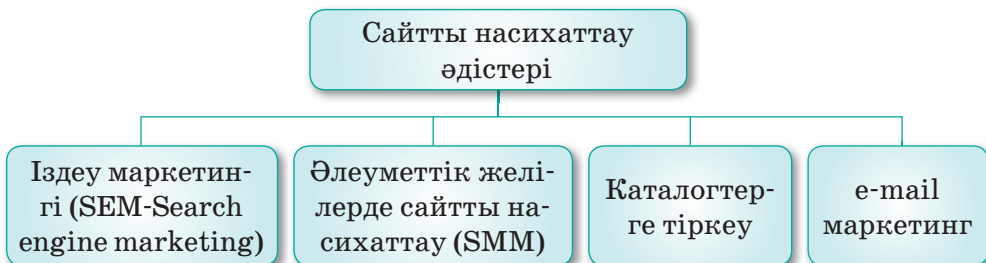 Сайтты насихаттау
әдістері
Іздеу маркетин-
гі (SEM-Search
engine marketing)
Әлеуметтік желі-
лерде сайтты на-
сихаттау (SMM)
Каталогтер-
ге тіркеу
e-mail
маркетинг